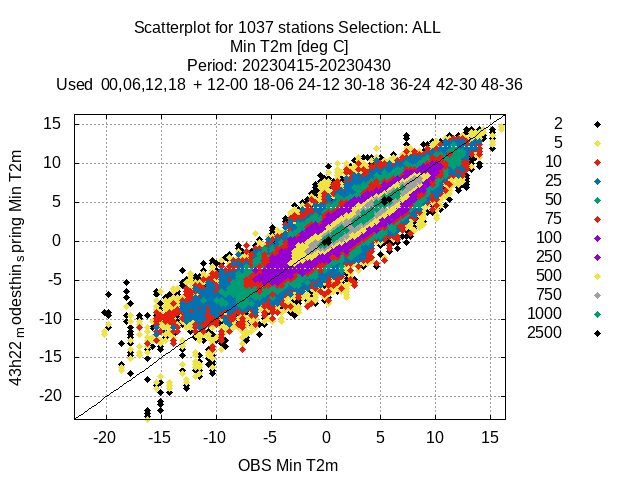 Scatterplot for 1037 stations Selection: ALL
Min T2m [deg C]
Period: 20230415-20230430
Used 00,06,12,18 + 12-00 18-06 24-12 30-18 36-24 42-30 48-36
43h22_modesthin_spring Min T2m
15
10
5
0
-5
-10
-15
-20
-20 -15 -10 -5 0 5 10 15
OBS Min T2m
2
5
10
25
50
75
100
250
500
750
1000
2500